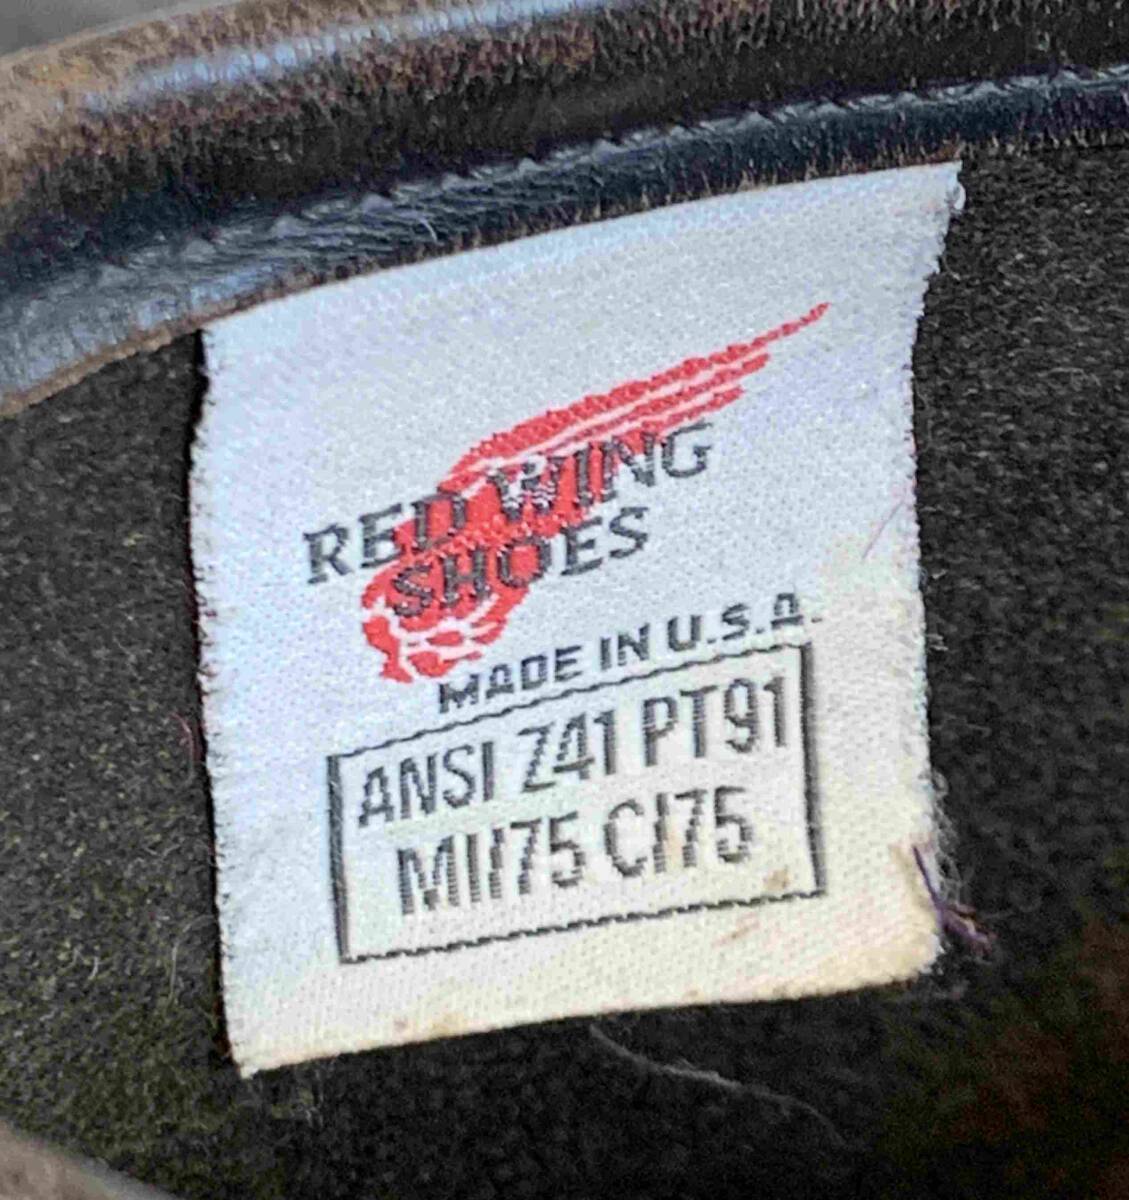 RED WING
SHOES
MADE IN U.S.A.
ANSI Z41 PT91
MI/75 C/75